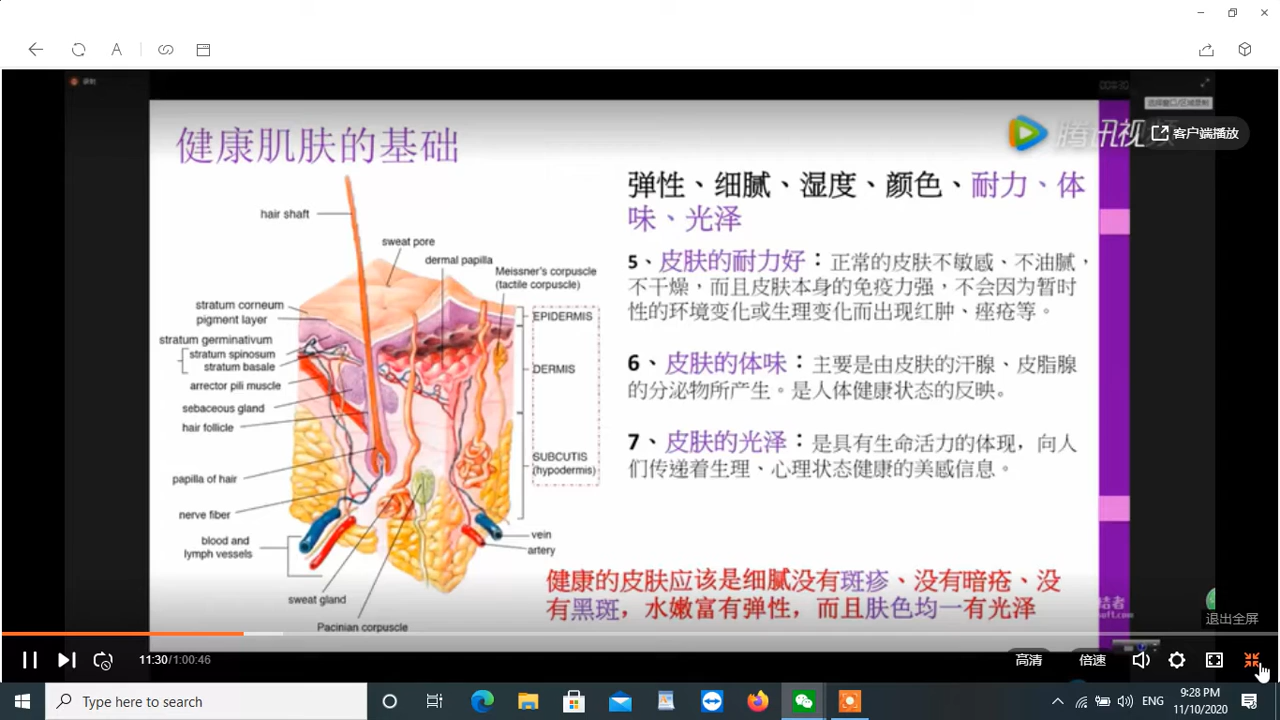 健康肌肤的基础
腾讯视频
客户端播放
弹性、细腻、湿度、颜色、耐力、体
味、光泽
5、皮肤的耐力好：正常的皮肤不敏感、不油腻，
不干燥，而且皮肤本身的免疫力强，不会因为暂时
性的环境变化或生理变化而出现红肿、痤疮等。
6、皮肤的体味：主要是由皮肤的汗腺、皮脂腺
的分泌物所产生。是人体健康状态的反映。
7、皮肤的光泽：是具有生命活力的体现，向人
们传递着生理、心理状态健康的美感信息。
健康的皮肤应该是细腻没有斑疹、没有暗疮、没
有黑斑，水嫩富有弹性，而且肤色均一有光泽
hair shaft
sweat pore
dermal papilla
Meissner's corpuscle
(tactile corpuscle)
stratum corneum
pigment layer
stratum germinativum
stratum spinosum
stratum basale
arrector pili muscle
sebaceous gland
hair follicle
papilla of hair
nerve fiber
blood and
lymph vessels
sweat gland
Pacinian corpuscle
EPIDERMIS
DERMIS
SUBCUTIS
(hypodermis)
vein
artery
退出全屏
11:30/1:00:46
高清
倍速
Type here to search
ENG
9:28 PM
11/10/2020